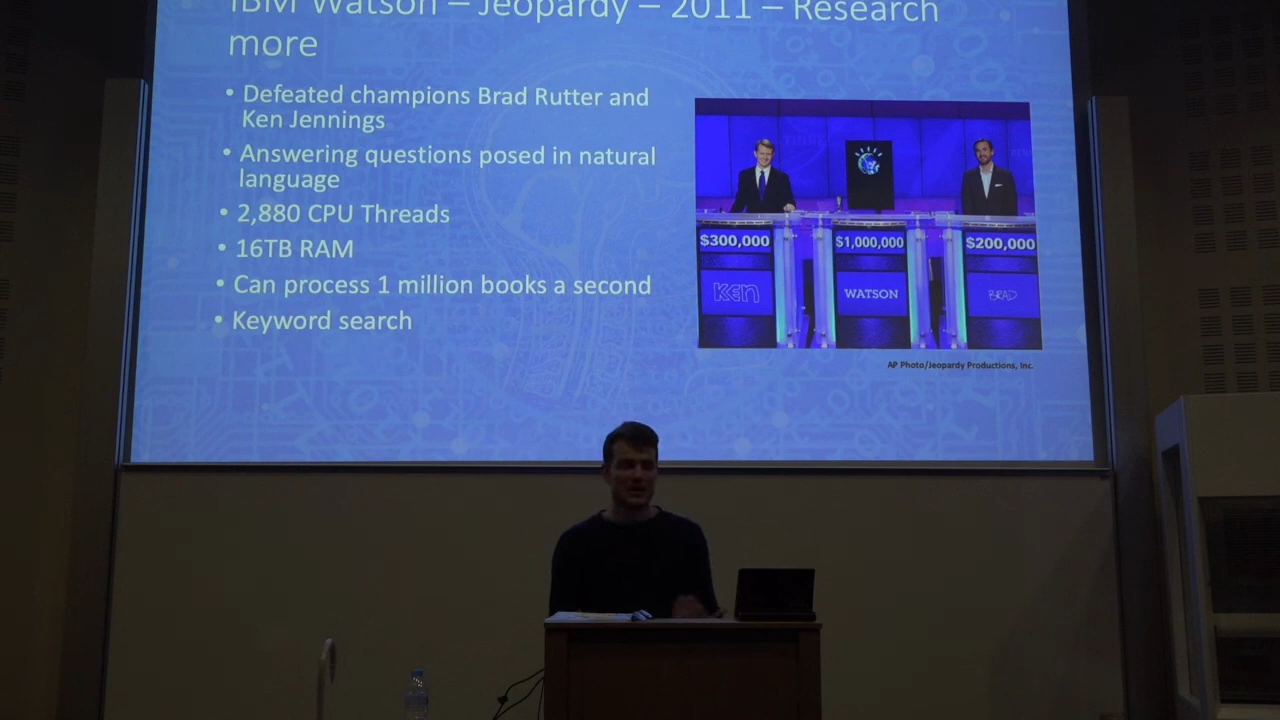 IBM Watson – Jeopardy – 2011 – Research
more
• Defeated champions Brad Rutter and
Ken Jennings
• Answering questions posed in natural
language
• 2,880 CPU Threads
• 16TB RAM
• Can process 1 million books a second
• Keyword search
$300,000
$1,000,000
$200,000
Ken
WATSON
BRAD
AP Photo/Jeopardy Productions, Inc.